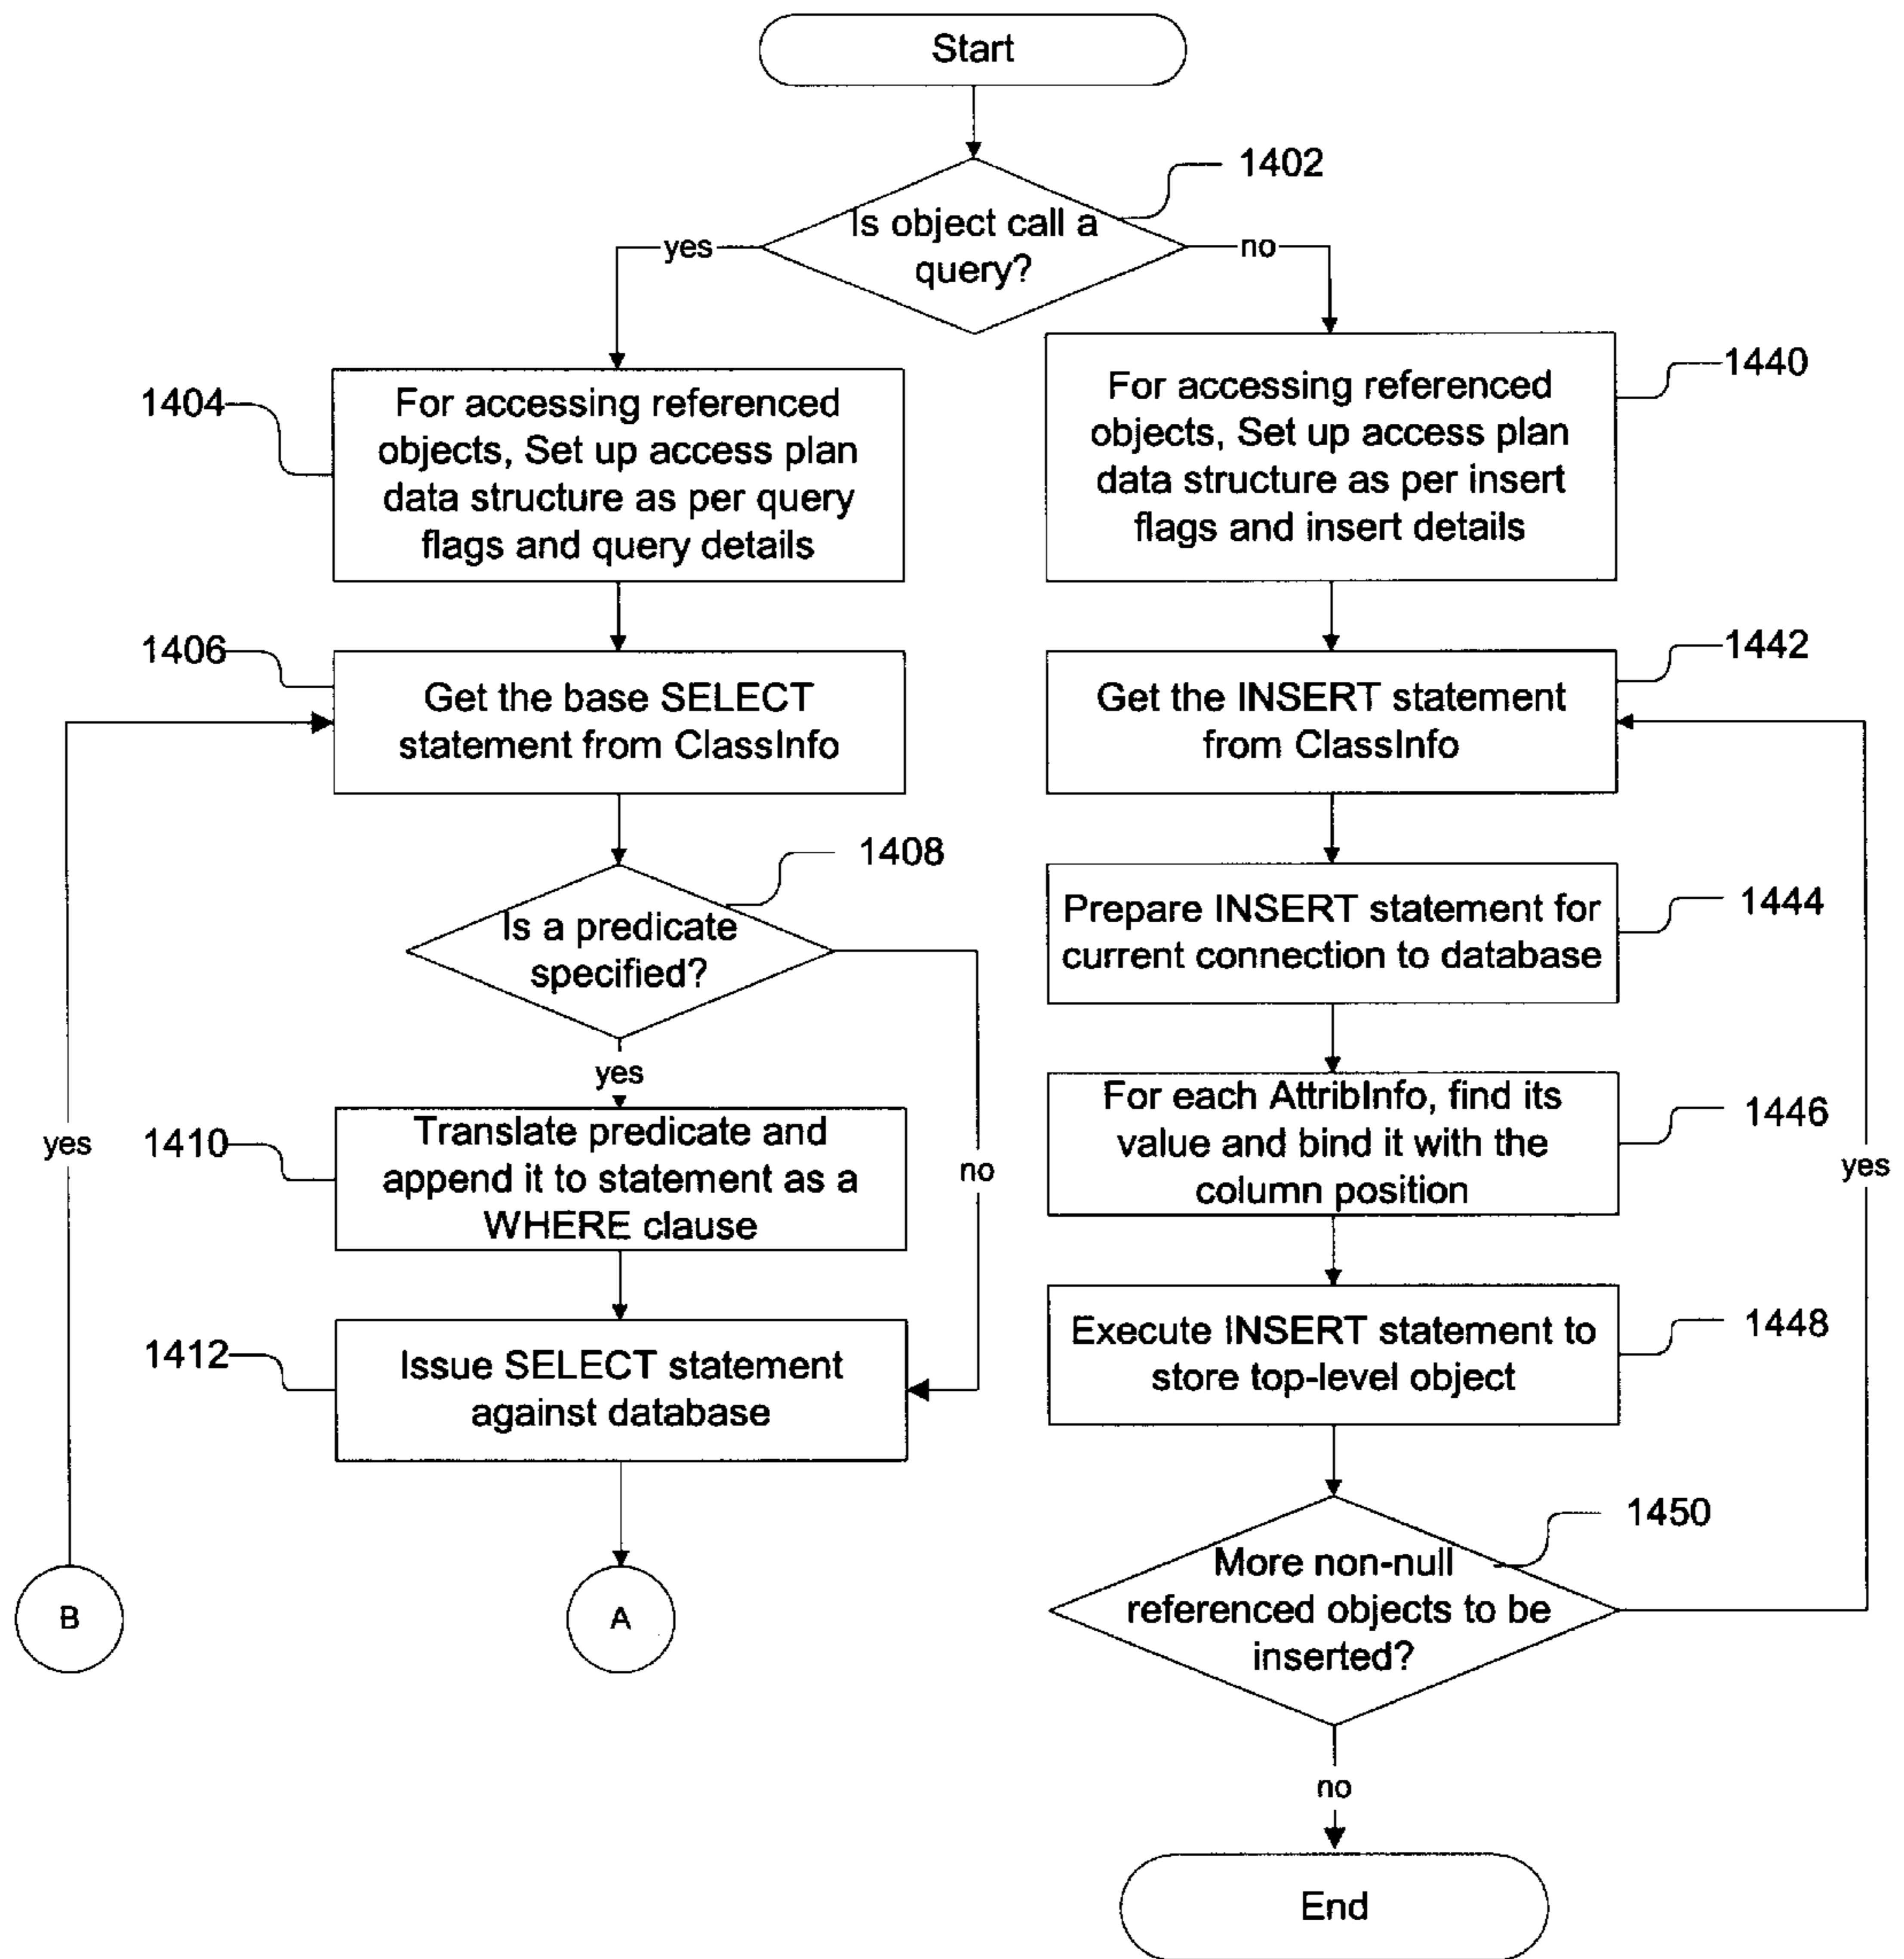 Start
1402
Is object call a
query?
yes
no
1404
For accessing referenced
objects, Set up access plan
data structure as per query
flags and query details
1440
For accessing referenced
objects, Set up access plan
data structure as per insert
flags and insert details
1406
Get the base SELECT
statement from ClassInfo
1442
Get the INSERT statement
from ClassInfo
1408
Is a predicate
specified?
yes
no
1444
Prepare INSERT statement for
current connection to database
1410
Translate predicate and
append it to statement as a
WHERE clause
1446
For each AttribInfo, find its
value and bind it with the
column position
yes
yes
1412
Issue SELECT statement
against database
1448
Execute INSERT statement to
store top-level object
B
A
1450
More non-null
referenced objects to be
inserted?
no
End